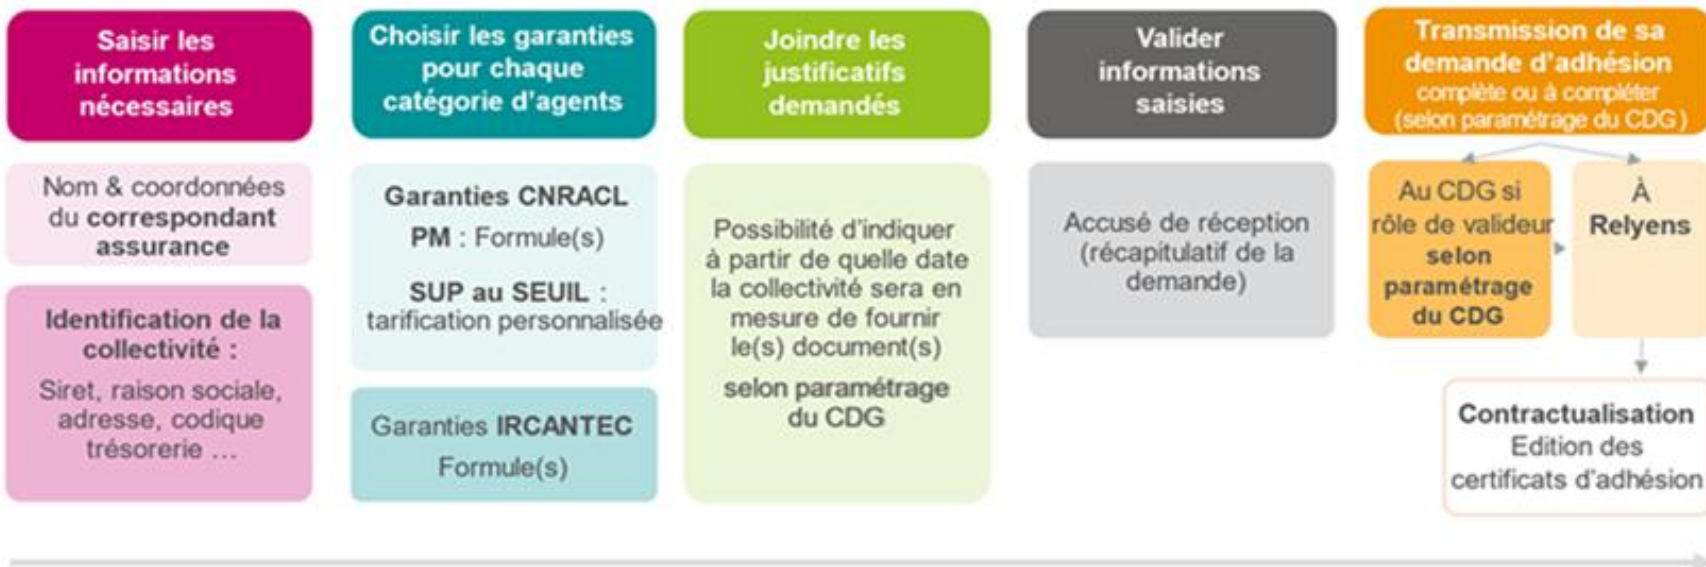 Saisir les
informations
nécessaires
Nom & coordonnées
du correspondant
assurance
Identification de la
collectivité :
Siret, raison sociale,
adresse, codique
trésorerie ...
Choisir les garanties
pour chaque
catégorie d'agents
Garanties CNRACL
PM : Formule(s)
SUP au SEUIL :
tarification personnalisée
Garanties IRCANTEC
Formule(s)
Joindre les
justificatifs
demandés
Possibilité d'indiquer
à partir de quelle date
la collectivité sera en
mesure de fournir
le(s) document(s)
selon paramétrage
du CDG
Valider
informations
saisies
Accusé de réception
(récapitulatif de la
demande)
Transmission de sa
demande d'adhésion
complète ou à compléter
(selon paramétrage du CDG)
Au CDG si
rôle de valideur
selon
paramétrage
du CDG
À
Relyens
Contractualisation
Edition des
certificats d'adhésion